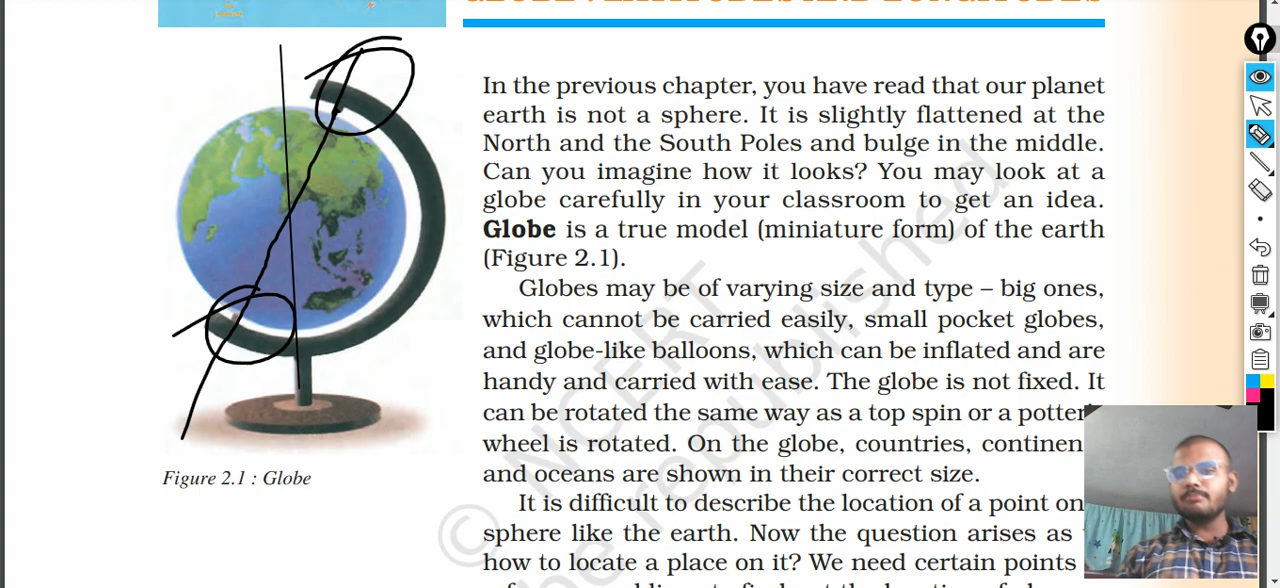 In the previous chapter, you have read that our planet
earth is not a sphere. It is slightly flattened at the
North and the South Poles and bulge in the middle.
Can you imagine how it looks? You may look at a
globe carefully in your classroom to get an idea.
Globe is a true model (miniature form) of the earth
(Figure 2.1).
Globes may be of varying size and type – big ones,
which cannot be carried easily, small pocket globes,
and globe-like balloons, which can be inflated and are
handy and carried with ease. The globe is not fixed. It
can be rotated the same way as a top spin or a potter
wheel is rotated. On the globe, countries, continen
and oceans are shown in their correct size.
It is difficult to describe the location of a point on
sphere like the earth. Now the question arises as
how to locate a place on it? We need certain points
Figure 2.1 : Globe
© NCERT
be republished